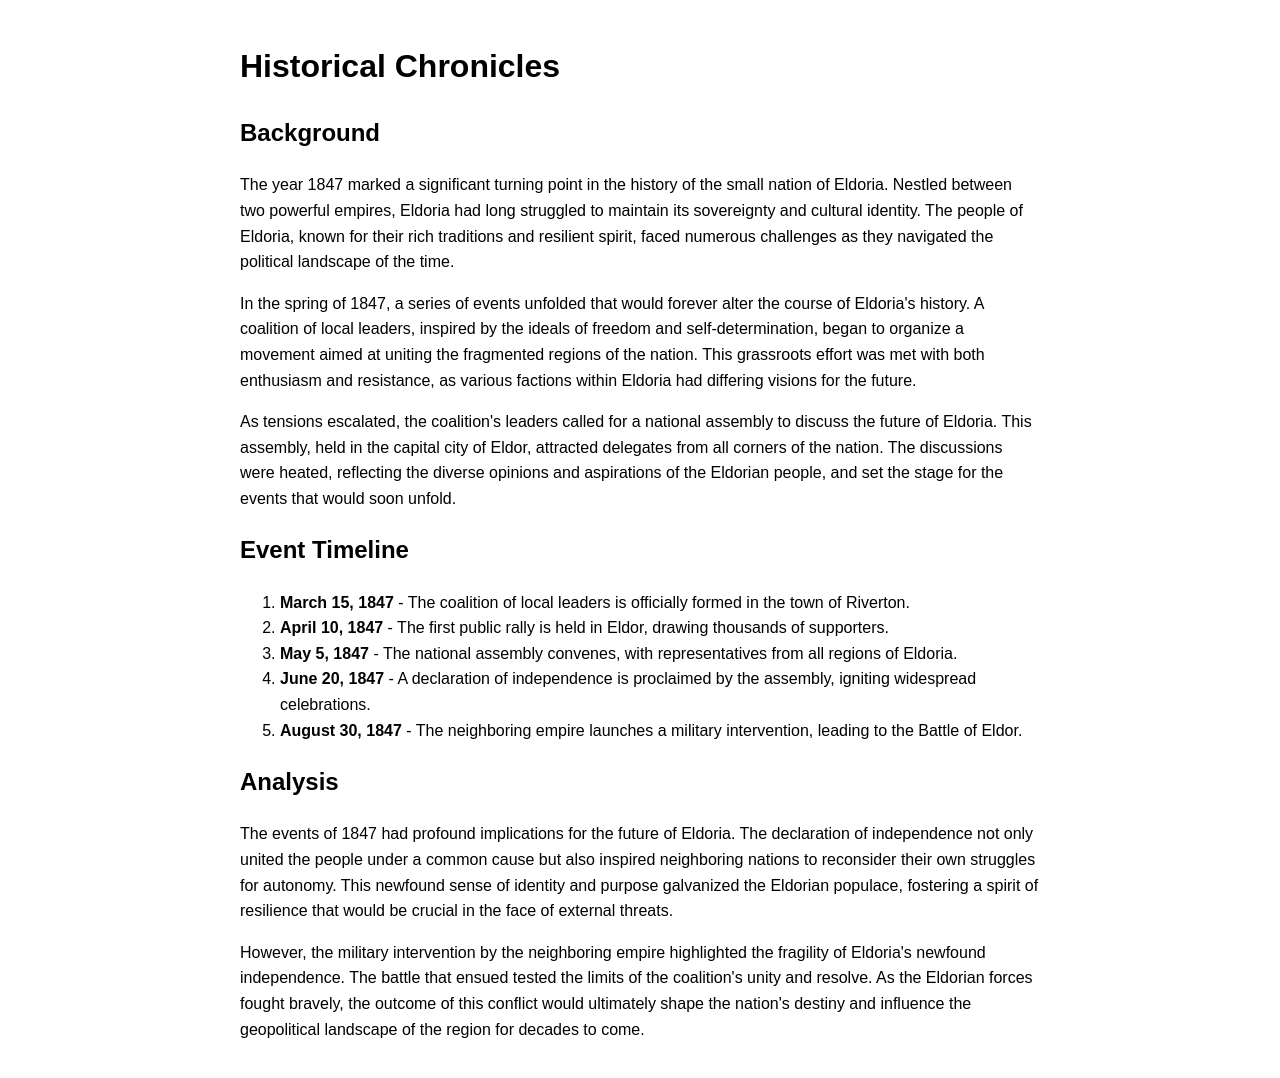 Historical Chronicles
Background
The year 1847 marked a significant turning point in the history of the small nation of Eldoria. Nestled between
two powerful empires, Eldoria had long struggled to maintain its sovereignty and cultural identity. The people of
Eldoria, known for their rich traditions and resilient spirit, faced numerous challenges as they navigated the
political landscape of the time.
In the spring of 1847, a series of events unfolded that would forever alter the course of Eldoria's history. A
coalition of local leaders, inspired by the ideals of freedom and self-determination, began to organize a
movement aimed at uniting the fragmented regions of the nation. This grassroots effort was met with both
enthusiasm and resistance, as various factions within Eldoria had differing visions for the future.
As tensions escalated, the coalition's leaders called for a national assembly to discuss the future of Eldoria. This
assembly, held in the capital city of Eldor, attracted delegates from all corners of the nation. The discussions
were heated, reflecting the diverse opinions and aspirations of the Eldorian people, and set the stage for the
events that would soon unfold.
Event Timeline
1. March 15, 1847 - The coalition of local leaders is officially formed in the town of Riverton.
2. April 10, 1847 - The first public rally is held in Eldor, drawing thousands of supporters.
3. May 5, 1847 - The national assembly convenes, with representatives from all regions of Eldoria.
4. June 20, 1847 - A declaration of independence is proclaimed by the assembly, igniting widespread
celebrations.
5. August 30, 1847 - The neighboring empire launches a military intervention, leading to the Battle of Eldor.
Analysis
The events of 1847 had profound implications for the future of Eldoria. The declaration of independence not only
united the people under a common cause but also inspired neighboring nations to reconsider their own struggles
for autonomy. This newfound sense of identity and purpose galvanized the Eldorian populace, fostering a spirit of
resilience that would be crucial in the face of external threats.
However, the military intervention by the neighboring empire highlighted the fragility of Eldoria's newfound
independence. The battle that ensued tested the limits of the coalition's unity and resolve. As the Eldorian forces
fought bravely, the outcome of this conflict would ultimately shape the nation's destiny and influence the
geopolitical landscape of the region for decades to come.